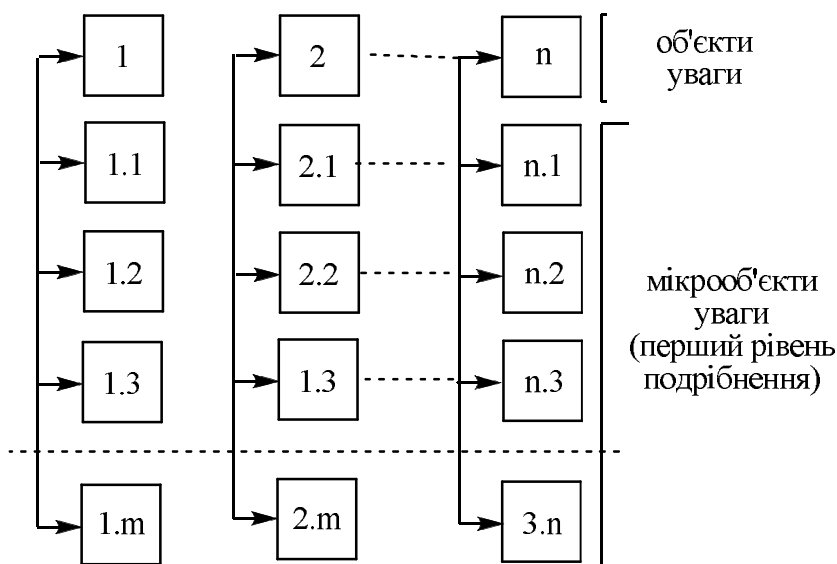 1 2 n
об'єкти
уваги
1.1 2.1 n.1
1.2 2.2 n.2
1.3 1.3 n.3
мікрооб'єкти
уваги
(перший рівень
подрібнення)
1.m 2.m 3.n